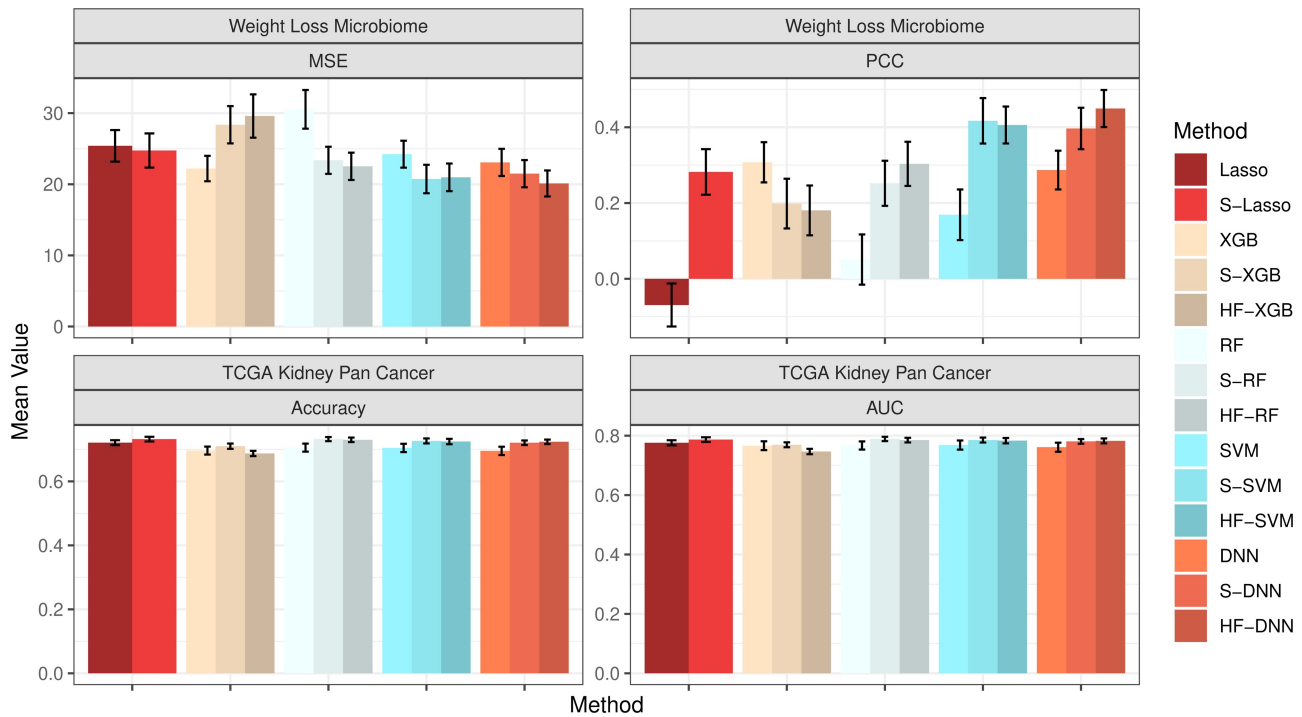 Weight Loss Microbiome
MSE
30
20
10
0
Weight Loss Microbiome
PCC
0.4
0.2
0.0
TCGA Kidney Pan Cancer
Accuracy
0.6
0.4
0.2
0.0
TCGA Kidney Pan Cancer
AUC
0.8
0.6
0.4
0.2
0.0
Mean Value
Method
Method
Lasso
S−Lasso
XGB
S−XGB
HF−XGB
RF
S−RF
HF−RF
SVM
S−SVM
HF−SVM
DNN
S−DNN
HF−DNN